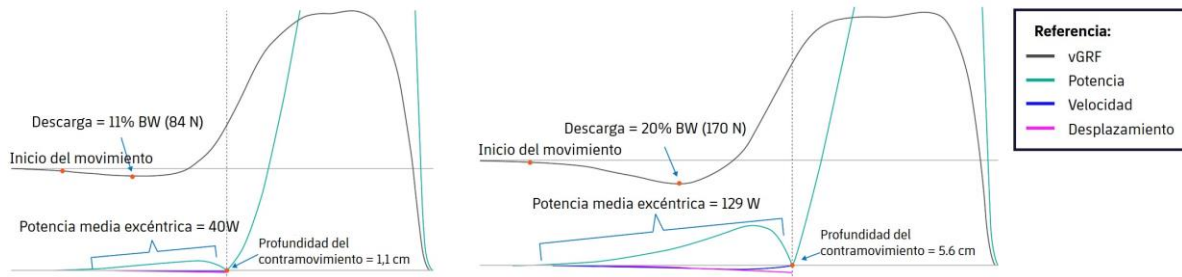 Descarga = 11% BW (84 N)
Inicio del movimiento
Potencia media excéntrica = 40W
Profundidad del
contramovimiento = 1,1 cm
Descarga = 20% BW (170 N)
Inicio del movimiento
Potencia media excéntrica = 129 W
Profundidad del
contramovimiento = 5.6 cm
Referencia:
vGRF
Potencia
Velocidad
Desplazamiento